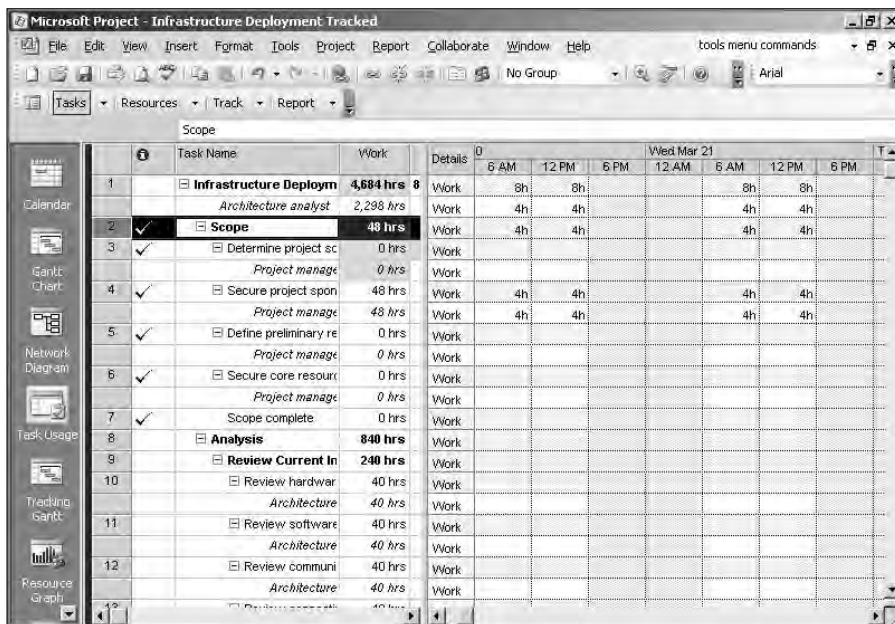 Microsoft Project - Infrastructure Deployment Tracked
File Edit View Insert Format Tools Project Report Collaborate Window Help tools menu commands
No Group Arial
Tasks Resources Track Report
Scope
Task Name Work Details 0 Wed Mar 21 T
6 AM 12 PM 6 PM 12 AM 6 AM 12 PM 6 PM
1 Infrastructure Deploym 4,684 hrs 8 Work 8h 8h 8h 8h
Architecture analyst 2,298 hrs Work 4h 4h 4h 4h
2 Scope 48 hrs Work 4h 4h 4h 4h
3 Determine project sc 0 hrs Work
Project manage 0 hrs Work
4 Secure project spon 48 hrs Work 4h 4h 4h 4h
Project manage 48 hrs Work 4h 4h 4h 4h
5 Define preliminary re 0 hrs Work
Project manage 0 hrs Work
6 Secure core resourc 0 hrs Work
Project manage 0 hrs Work
7 Scope complete 0 hrs Work
8 Analysis 840 hrs Work
9 Review Current In 240 hrs Work
10 Review hardwar 40 hrs Work
Architecture 40 hrs Work
11 Review software 40 hrs Work
Architecture 40 hrs Work
12 Review communi 40 hrs Work
Architecture 40 hrs Work
Calendar
Gantt
Chart
Network
Diagram
Task Usage
Tracking
Gantt
Resource
Graph